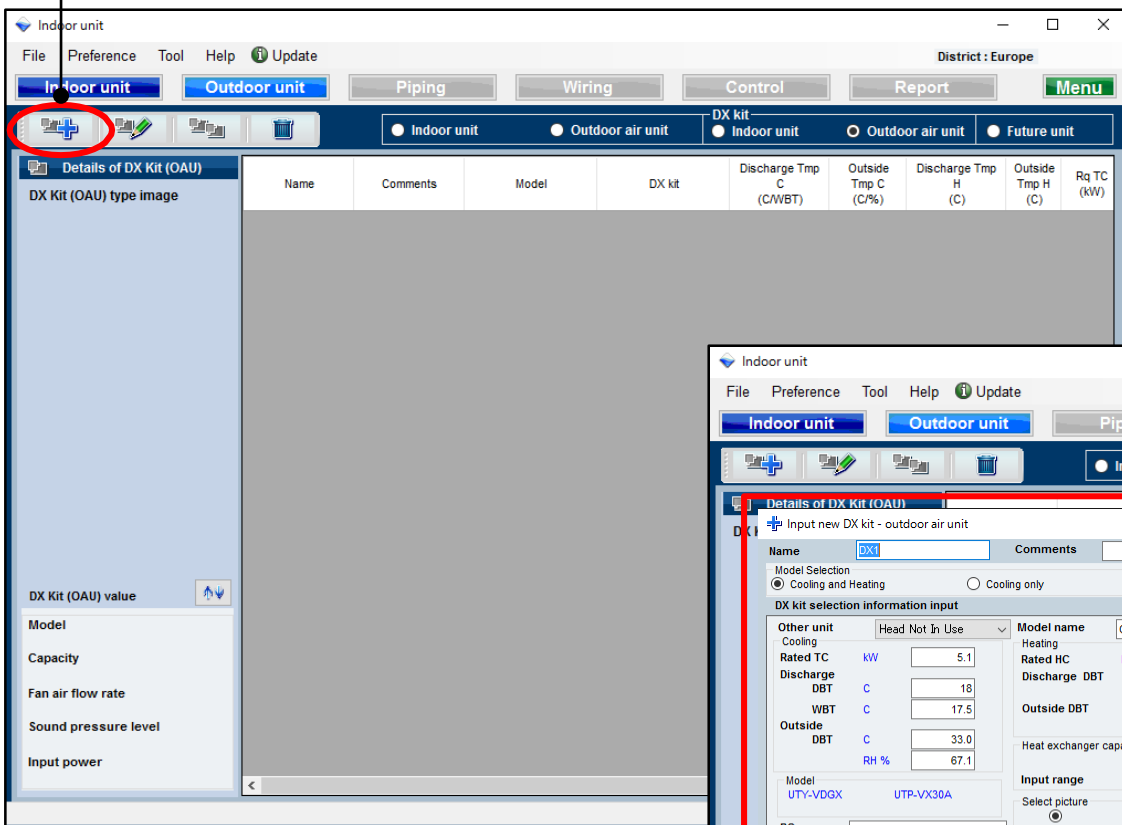 Indoor unit
File Preference Tool Help Update District : Europe
Indoor unit Outdoor unit Piping Wiring Control Report Menu
Indoor unit Outdoor air unit DX kit Indoor unit Outdoor air unit Future unit
Details of DX Kit (OAU)
DX Kit (OAU) type image
Name Comments Model DX kit Discharge Tmp C (C/WBT) Outside Tmp C (C/%) Discharge Tmp H (C) Outside Tmp H (C) Rq TC (kW)
DX Kit (OAU) value
Model
Capacity
Fan air flow rate
Sound pressure level
Input power
<
Indoor unit
File Preference Tool Help Update
Indoor unit Outdoor unit
Details of DX Kit (OAU)
Input new DX kit - outdoor air unit
Name DX1 Comments
Model Selection
Cooling and Heating Cooling only
DX kit selection information input
Other unit Head Not In Use Model name
Cooling Heating
Rated TC kW 5.1 Rated HC
Discharge Discharge DBT
DBT C 18
WBT C 17.5 Outside DBT
Outside
DBT C 33.0
Heat exchanger capa
RH % 67.1
Input range
Model
UTY-VDGX UTP-VX30A
Select picture